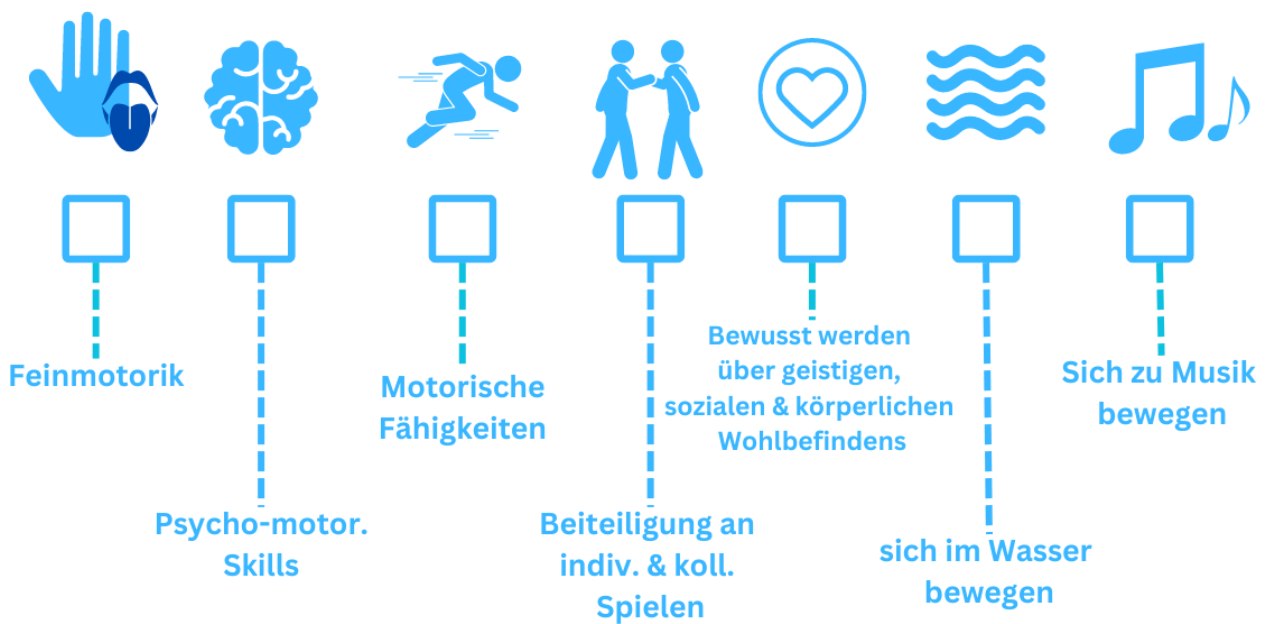 Feinmotorik
Psycho-motor.
Skills
Motorische
Fähigkeiten
Beiteiligung an
indiv. & koll.
Spielen
Bewusst werden
über geistigen,
sozialen & körperlichen
Wohlbefindens
sich im Wasser
bewegen
Sich zu Musik
bewegen